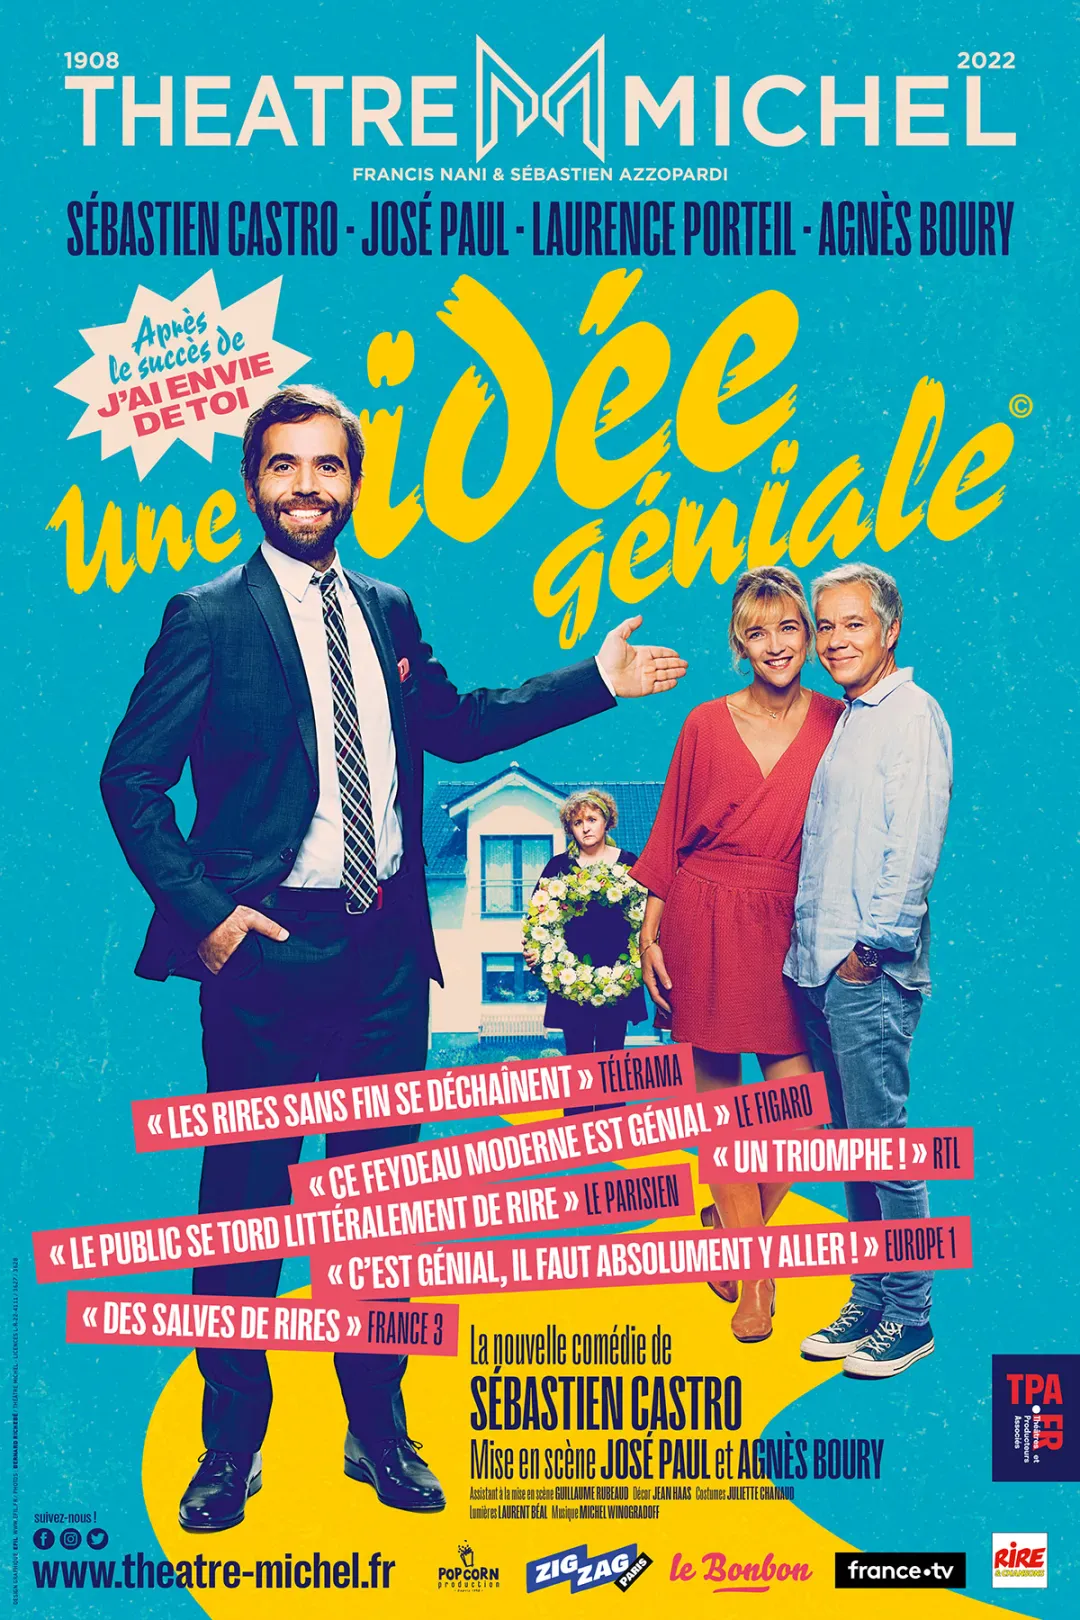 1908
2022
THEATRE M MICHEL
FRANCIS NANI & SÉBASTIEN AZZOPARDI
SÉBASTIEN CASTRO - JOSÉ PAUL - LAURENCE PORTEIL - AGNÈS BOURY
Après
le succès de
J'AI ENVIE
DE TOI
Une idée
géniale ©
« LES RIRES SANS FIN SE DÉCHAÎNENT » TÉLÉRAMA
« CE FEYDEAU MODERNE EST GÉNIAL » LE FIGARO
« UN TRIOMPHE ! » RTL
« LE PUBLIC SE TORD LITTÉRALEMENT DE RIRE » LE PARISIEN
« C'EST GÉNIAL, IL FAUT ABSOLUMENT Y ALLER ! » EUROPE 1
« DES SALVES DE RIRES » FRANCE 3
La nouvelle comédie de
SÉBASTIEN CASTRO
Mise en scène JOSÉ PAUL et AGNÈS BOURY
Assistant à la mise en scène GUILLAUME RUBEAUD Décor JEAN HAAS Costumes JULIETTE CHANAUD
Lumières LAURENT BÉAL Musique MICHEL WINOGRADOFF
TPA
.ER
Théâtres et
Producteurs
Associés
suivez-nous !
www.theatre-michel.fr
POPCORN
production
ZIG
ZAG
PARIS
le Bonbon
france•tv
RIRE
& CHANSONS